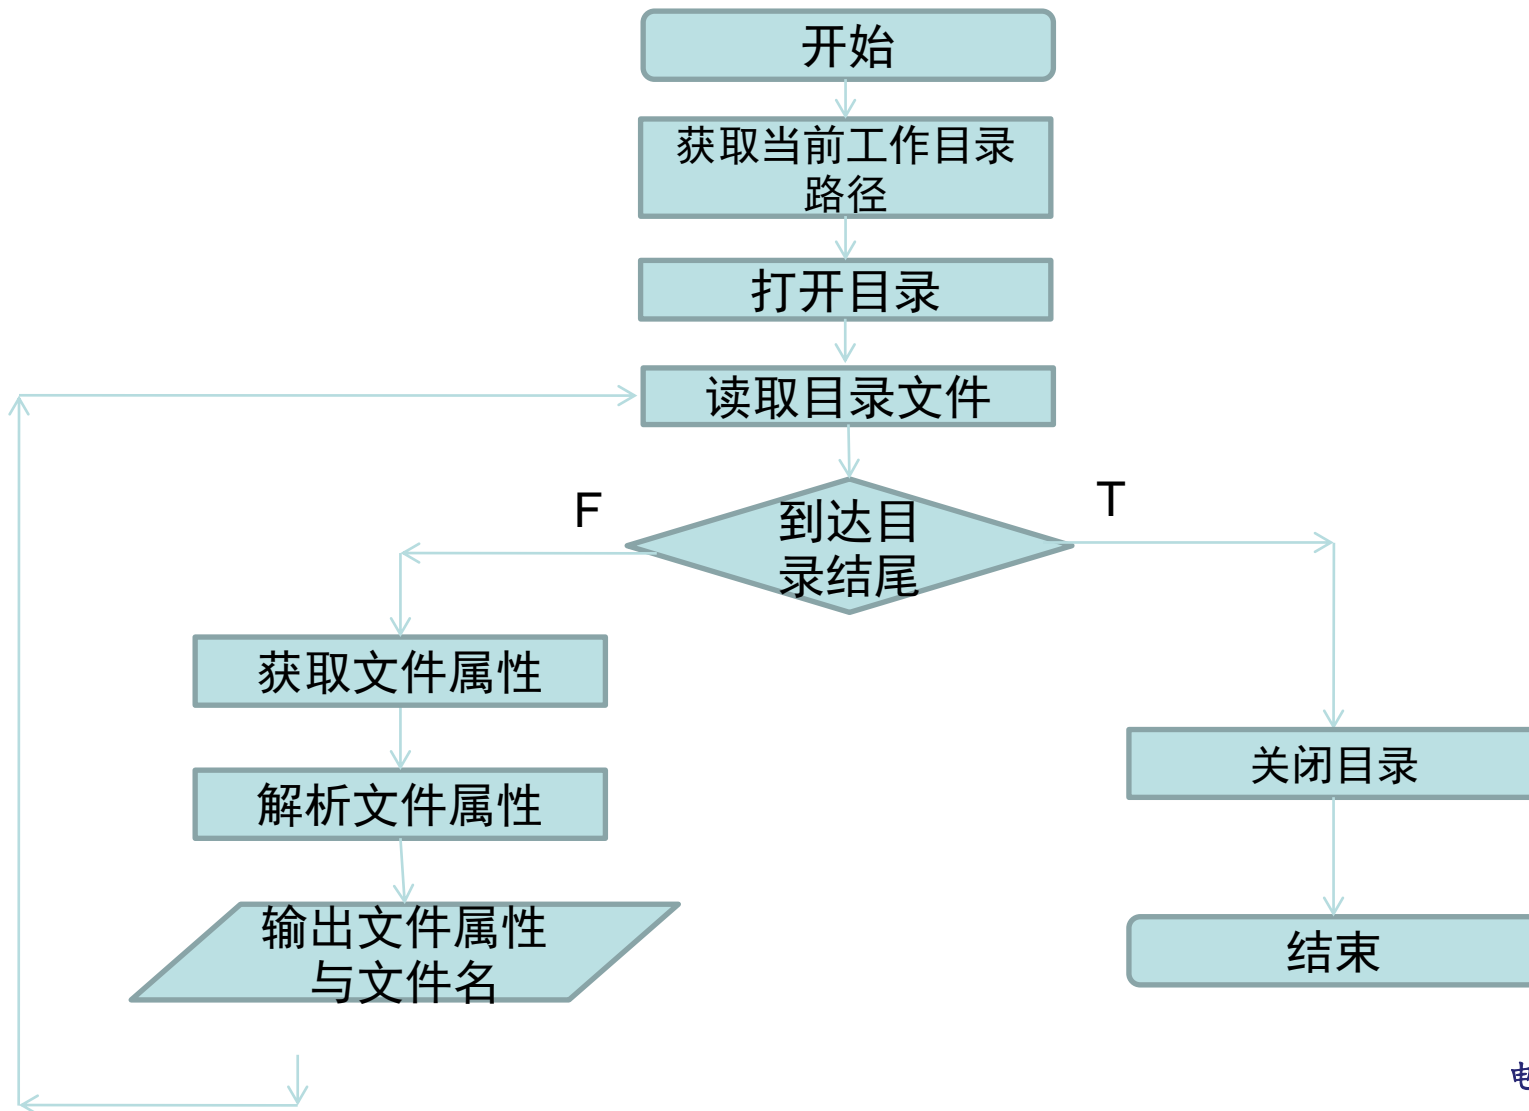 开始
获取当前工作目录
路径
打开目录
读取目录文件
F
T
到达目
录结尾
获取文件属性
关闭目录
解析文件属性
输出文件属性
与文件名
结束